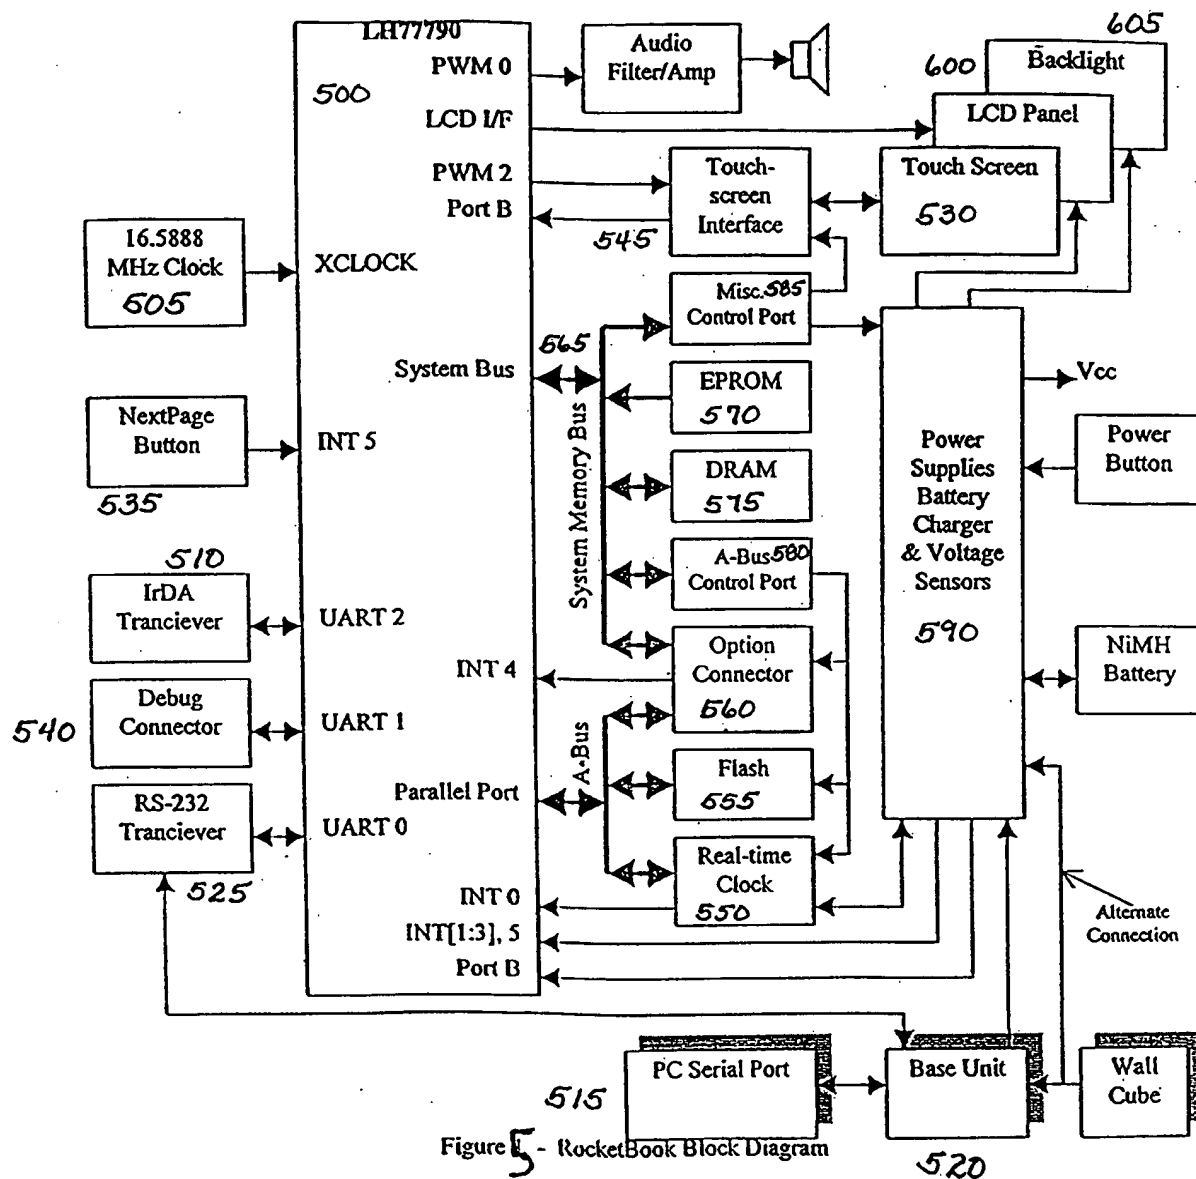 LH77790
500
PWM 0
LCD I/F
PWM 2
Port B
XCLOCK
System Bus
INT 5
UART 2
INT 4
UART 1
Parallel Port
UART 0
INT 0
INT[1:3], 5
Port B
Audio
Filter/Amp
605
Backlight
600
LCD Panel
Touch Screen
530
Touch-
screen
Interface
545
16.5888
MHz Clock
505
Misc. 585
Control Port
565
EPROM
570
Vcc
NextPage
Button
535
System Memory Bus
DRAM
575
Power
Supplies
Battery
Charger
& Voltage
Sensors
590
Power
Button
510
IrDA
Tranciever
A-Bus 580
Control Port
Option
Connector
560
NiMH
Battery
540
Debug
Connector
A-Bus
Flash
555
RS-232
Tranciever
525
Real-time
Clock
550
Alternate
Connection
515
PC Serial Port
Base Unit
520
Wall
Cube
Figure 5 - RocketBook Block Diagram